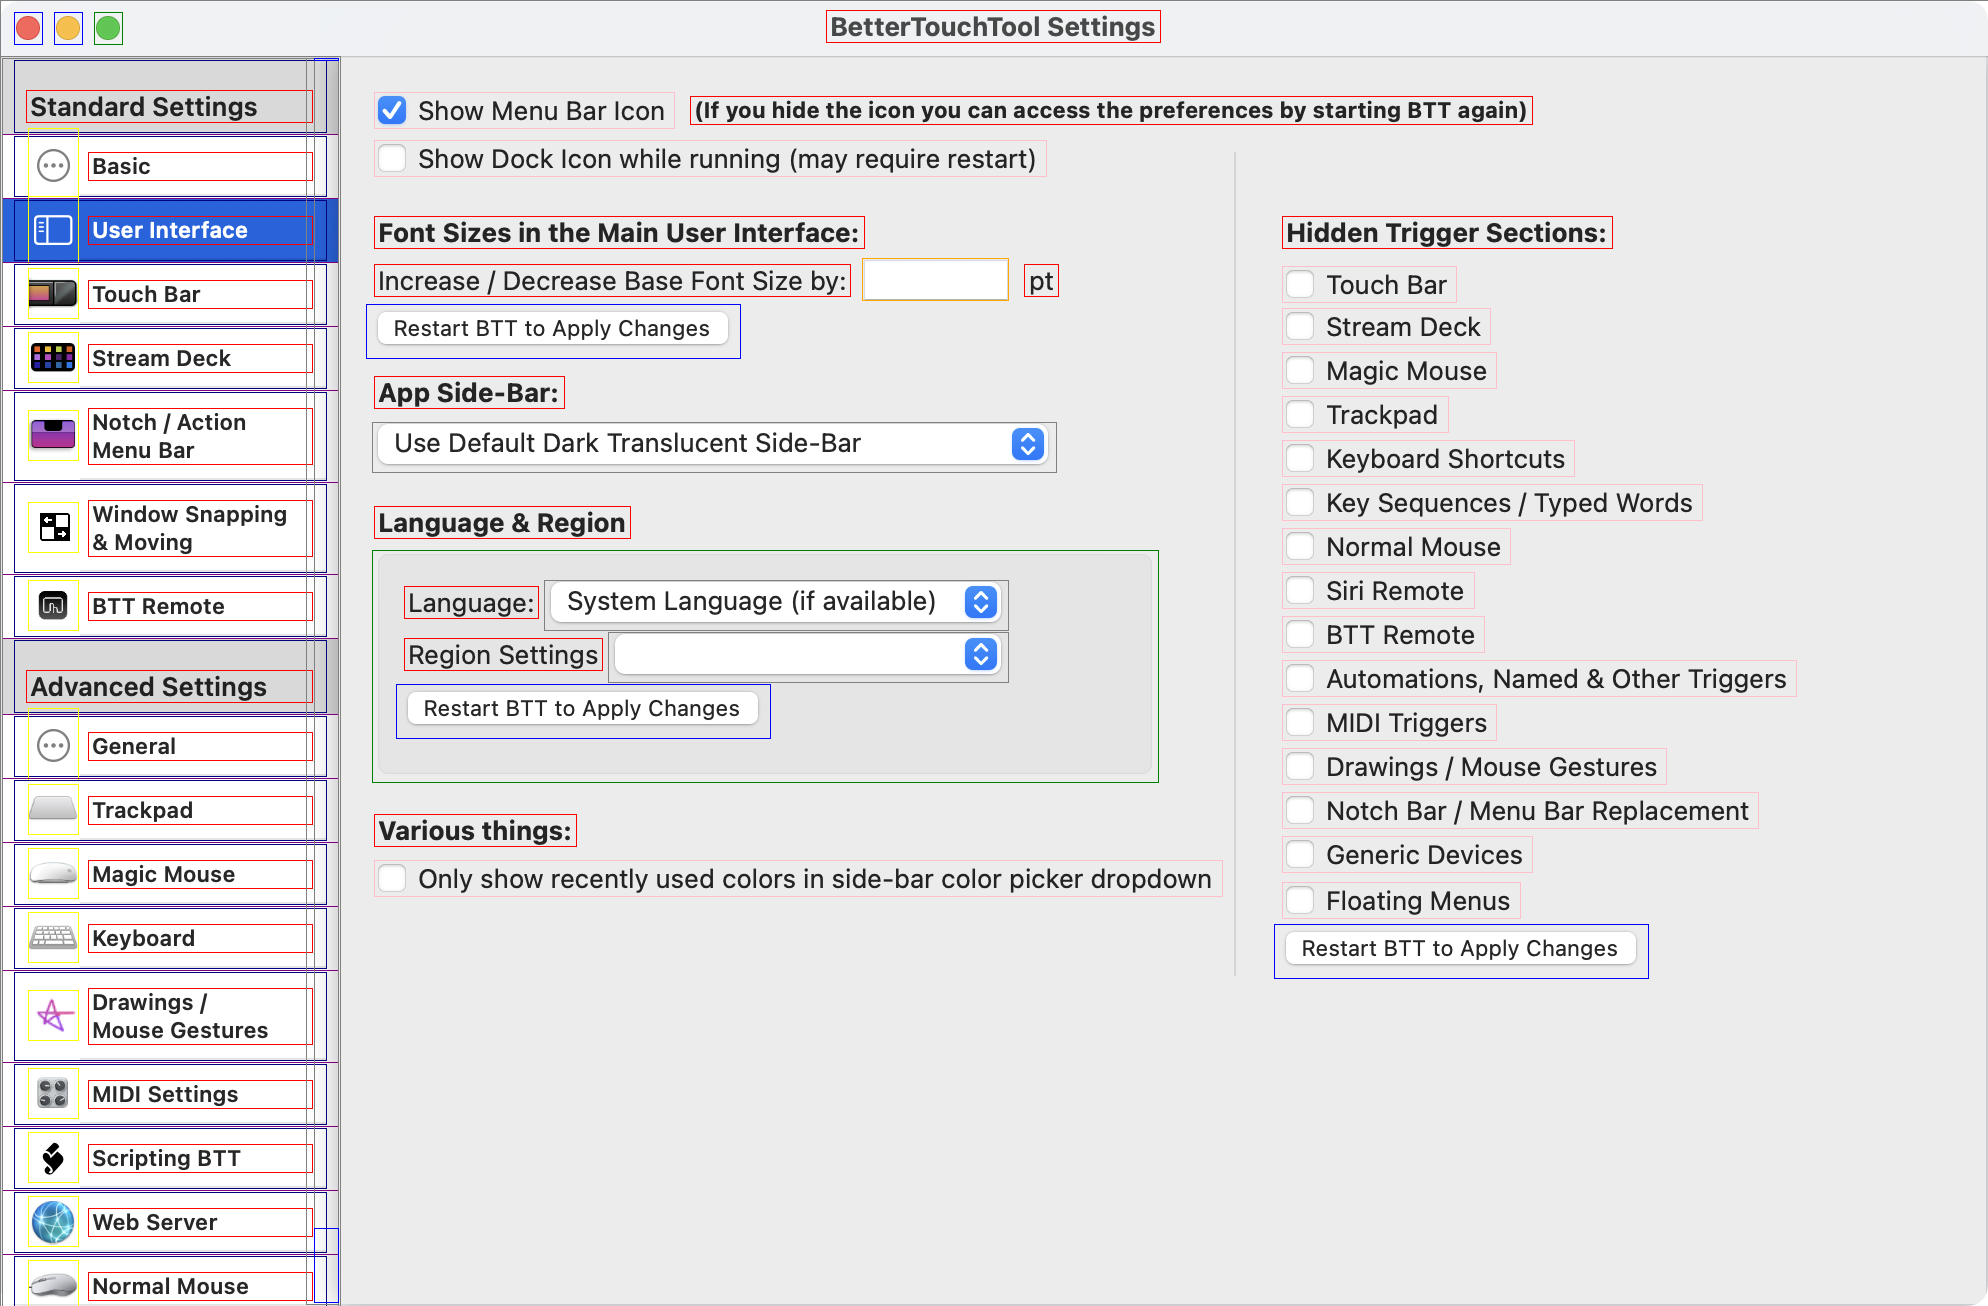 BetterTouchTool Settings
Standard Settings
Basic
User Interface
Touch Bar
Stream Deck
Notch / Action
Menu Bar
Window Snapping
& Moving
BTT Remote
Advanced Settings
General
Trackpad
Magic Mouse
Keyboard
Drawings /
Mouse Gestures
MIDI Settings
Scripting BTT
Web Server
Normal Mouse
Show Menu Bar Icon (If you hide the icon you can access the preferences by starting BTT again)
Show Dock Icon while running (may require restart)
Font Sizes in the Main User Interface:
Increase / Decrease Base Font Size by: pt
Restart BTT to Apply Changes
App Side-Bar:
Use Default Dark Translucent Side-Bar
Language & Region
Language: System Language (if available)
Region Settings
Restart BTT to Apply Changes
Various things:
Only show recently used colors in side-bar color picker dropdown
Hidden Trigger Sections:
Touch Bar
Stream Deck
Magic Mouse
Trackpad
Keyboard Shortcuts
Key Sequences / Typed Words
Normal Mouse
Siri Remote
BTT Remote
Automations, Named & Other Triggers
MIDI Triggers
Drawings / Mouse Gestures
Notch Bar / Menu Bar Replacement
Generic Devices
Floating Menus
Restart BTT to Apply Changes